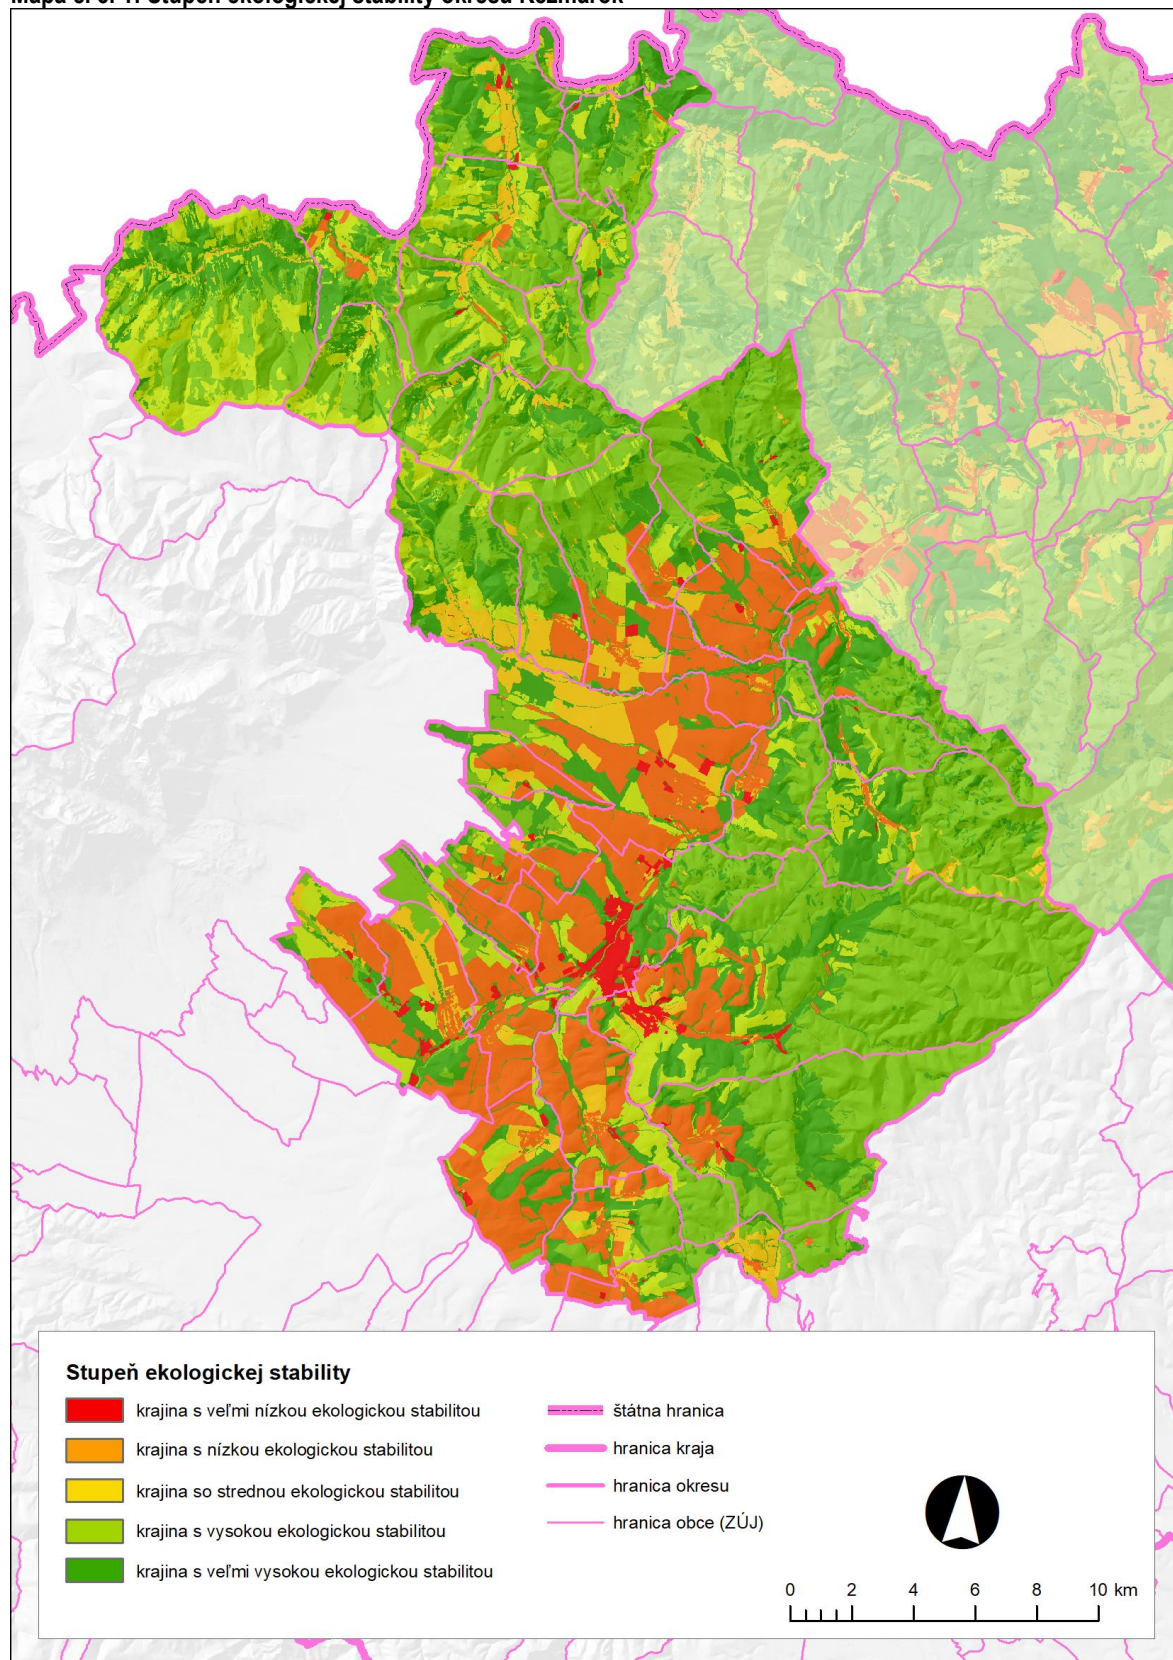 Stupeň ekologickej stability
krajina s veľmi nízkou ekologickou stabilitou
krajina s nízkou ekologickou stabilitou
krajina so strednou ekologickou stabilitou
krajina s vysokou ekologickou stabilitou
krajina s veľmi vysokou ekologickou stabilitou
štátna hranica
hranica kraja
hranica okresu
hranica obce (ZÚJ)
0 2 4 6 8 10 km